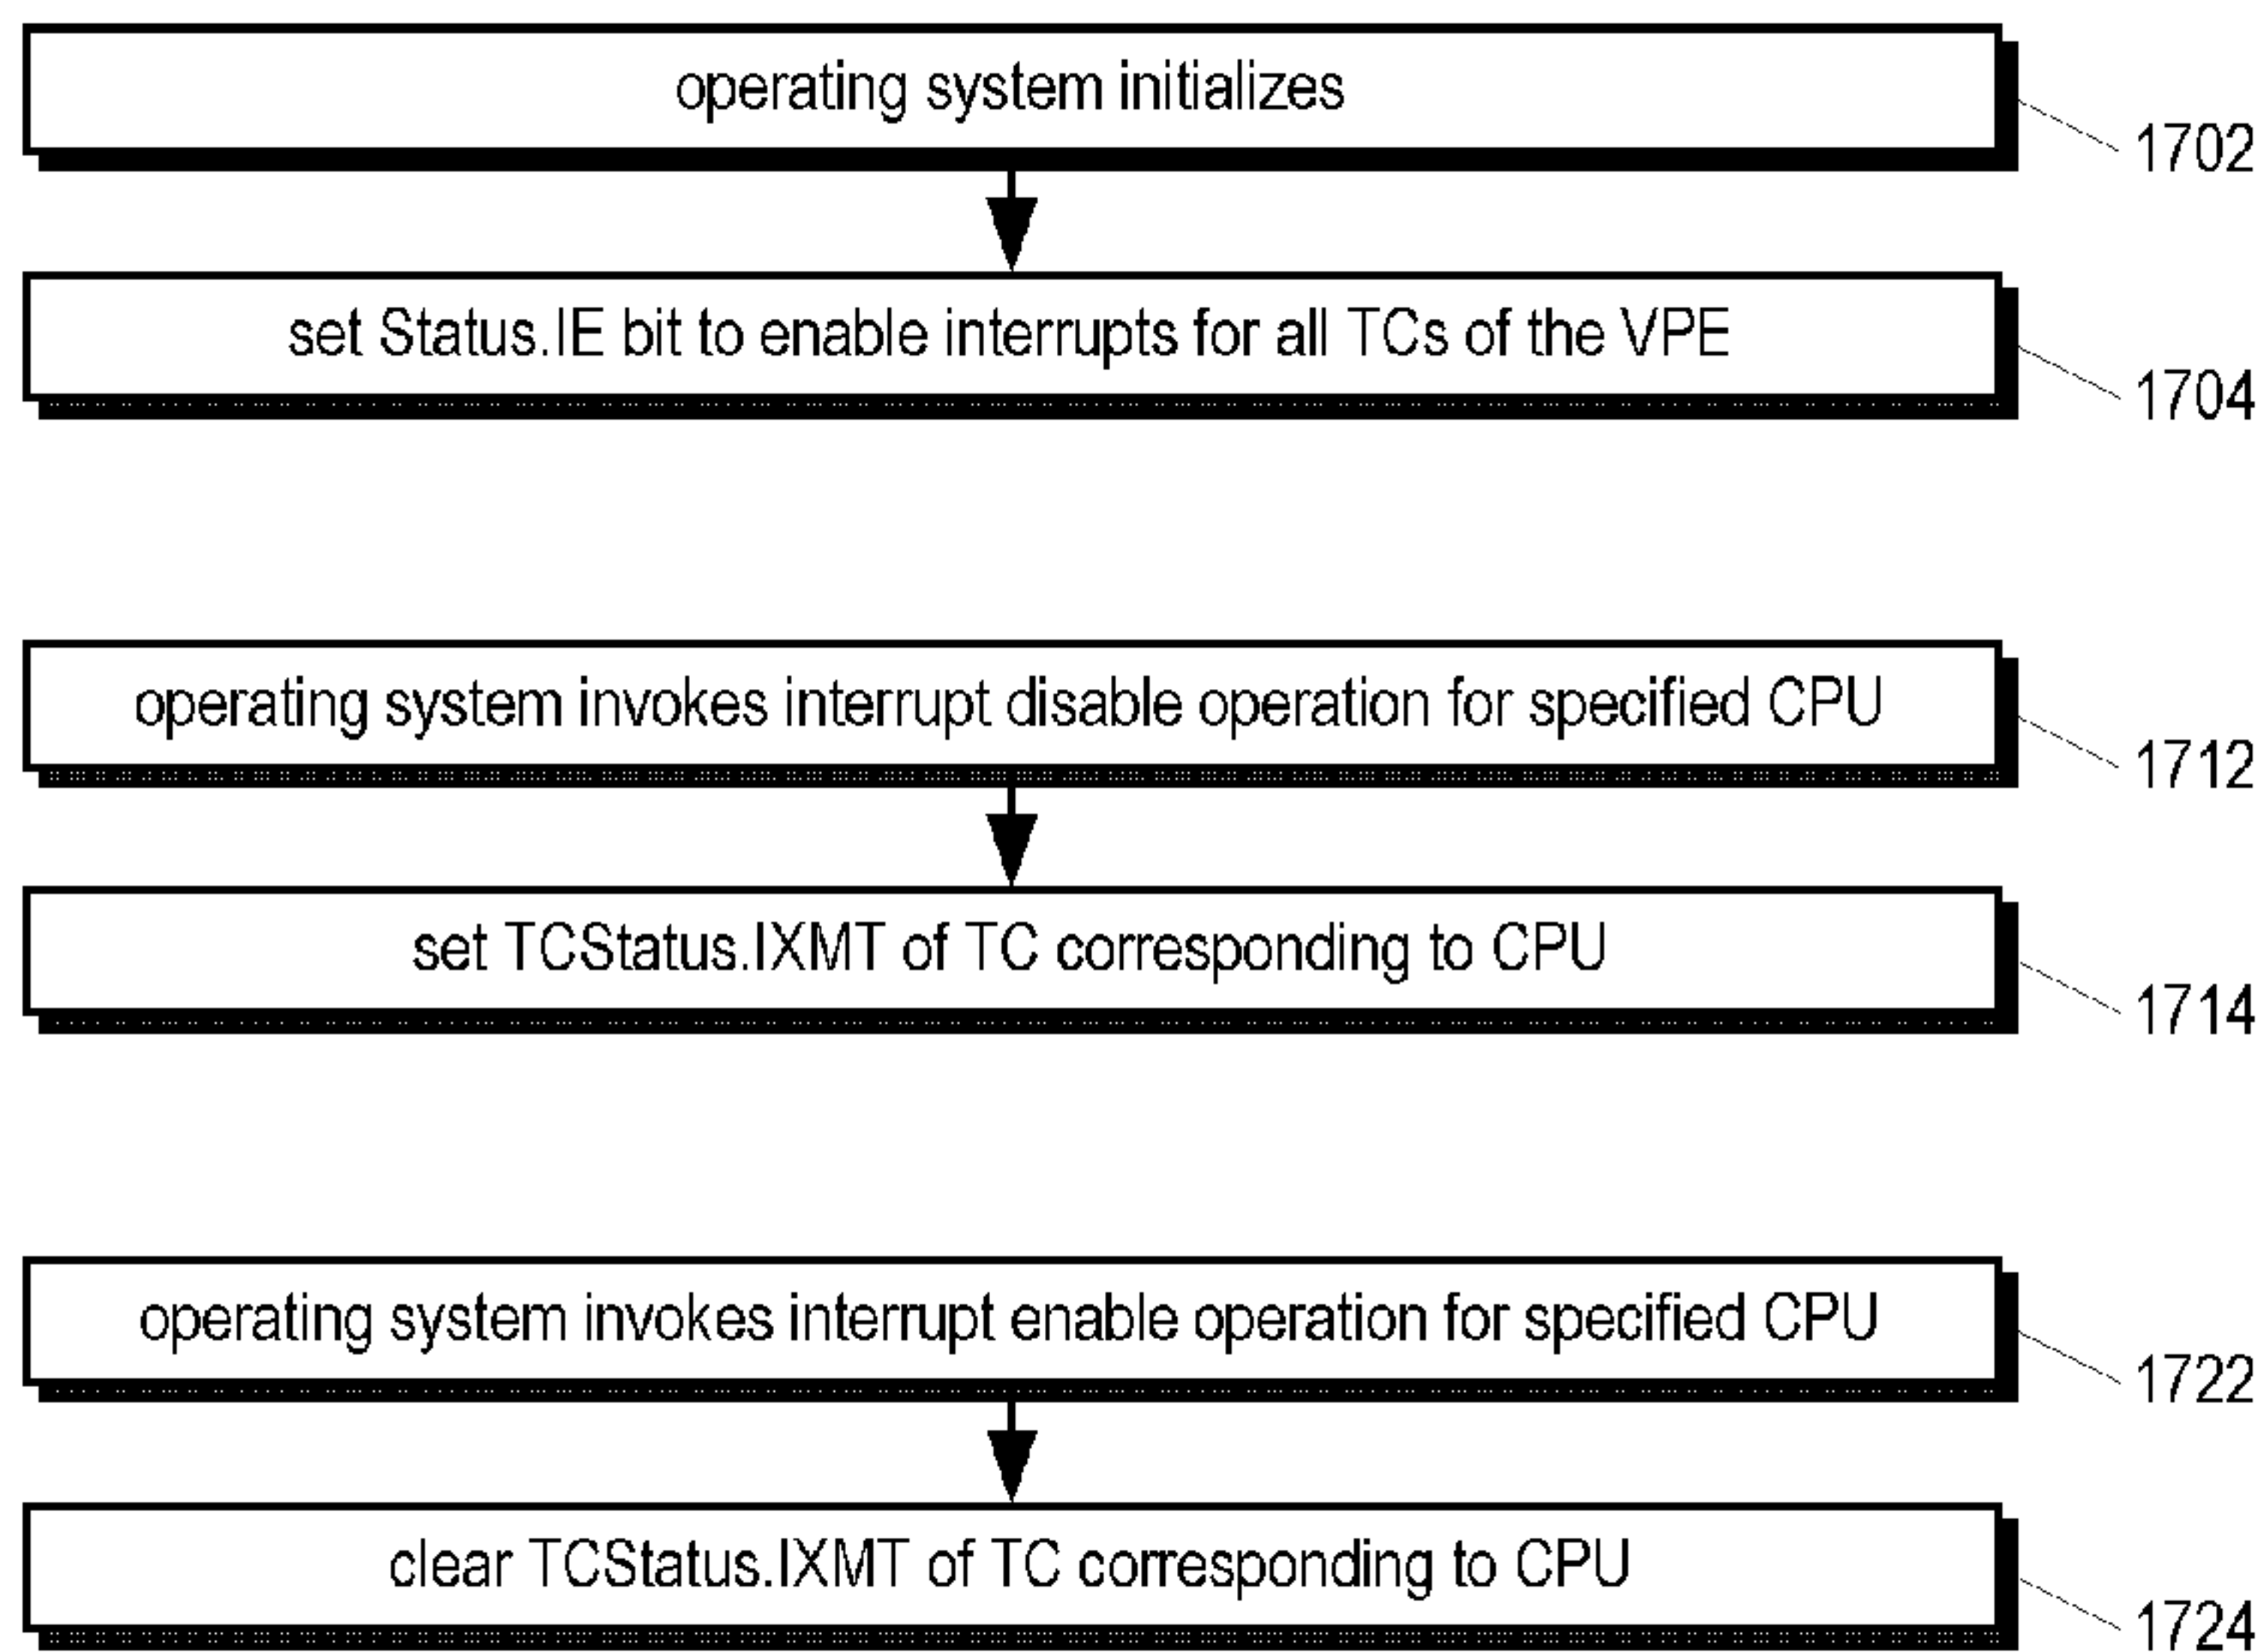 operating system initializes
1702
set Status.IE bit to enable interrupts for all TCs of the VPE
1704
operating system invokes interrupt disable operation for specified CPU
1712
set TCStatus.IXMT of TC corresponding to CPU
1714
operating system invokes interrupt enable operation for specified CPU
1722
clear TCStatus.IXMT of TC corresponding to CPU
1724